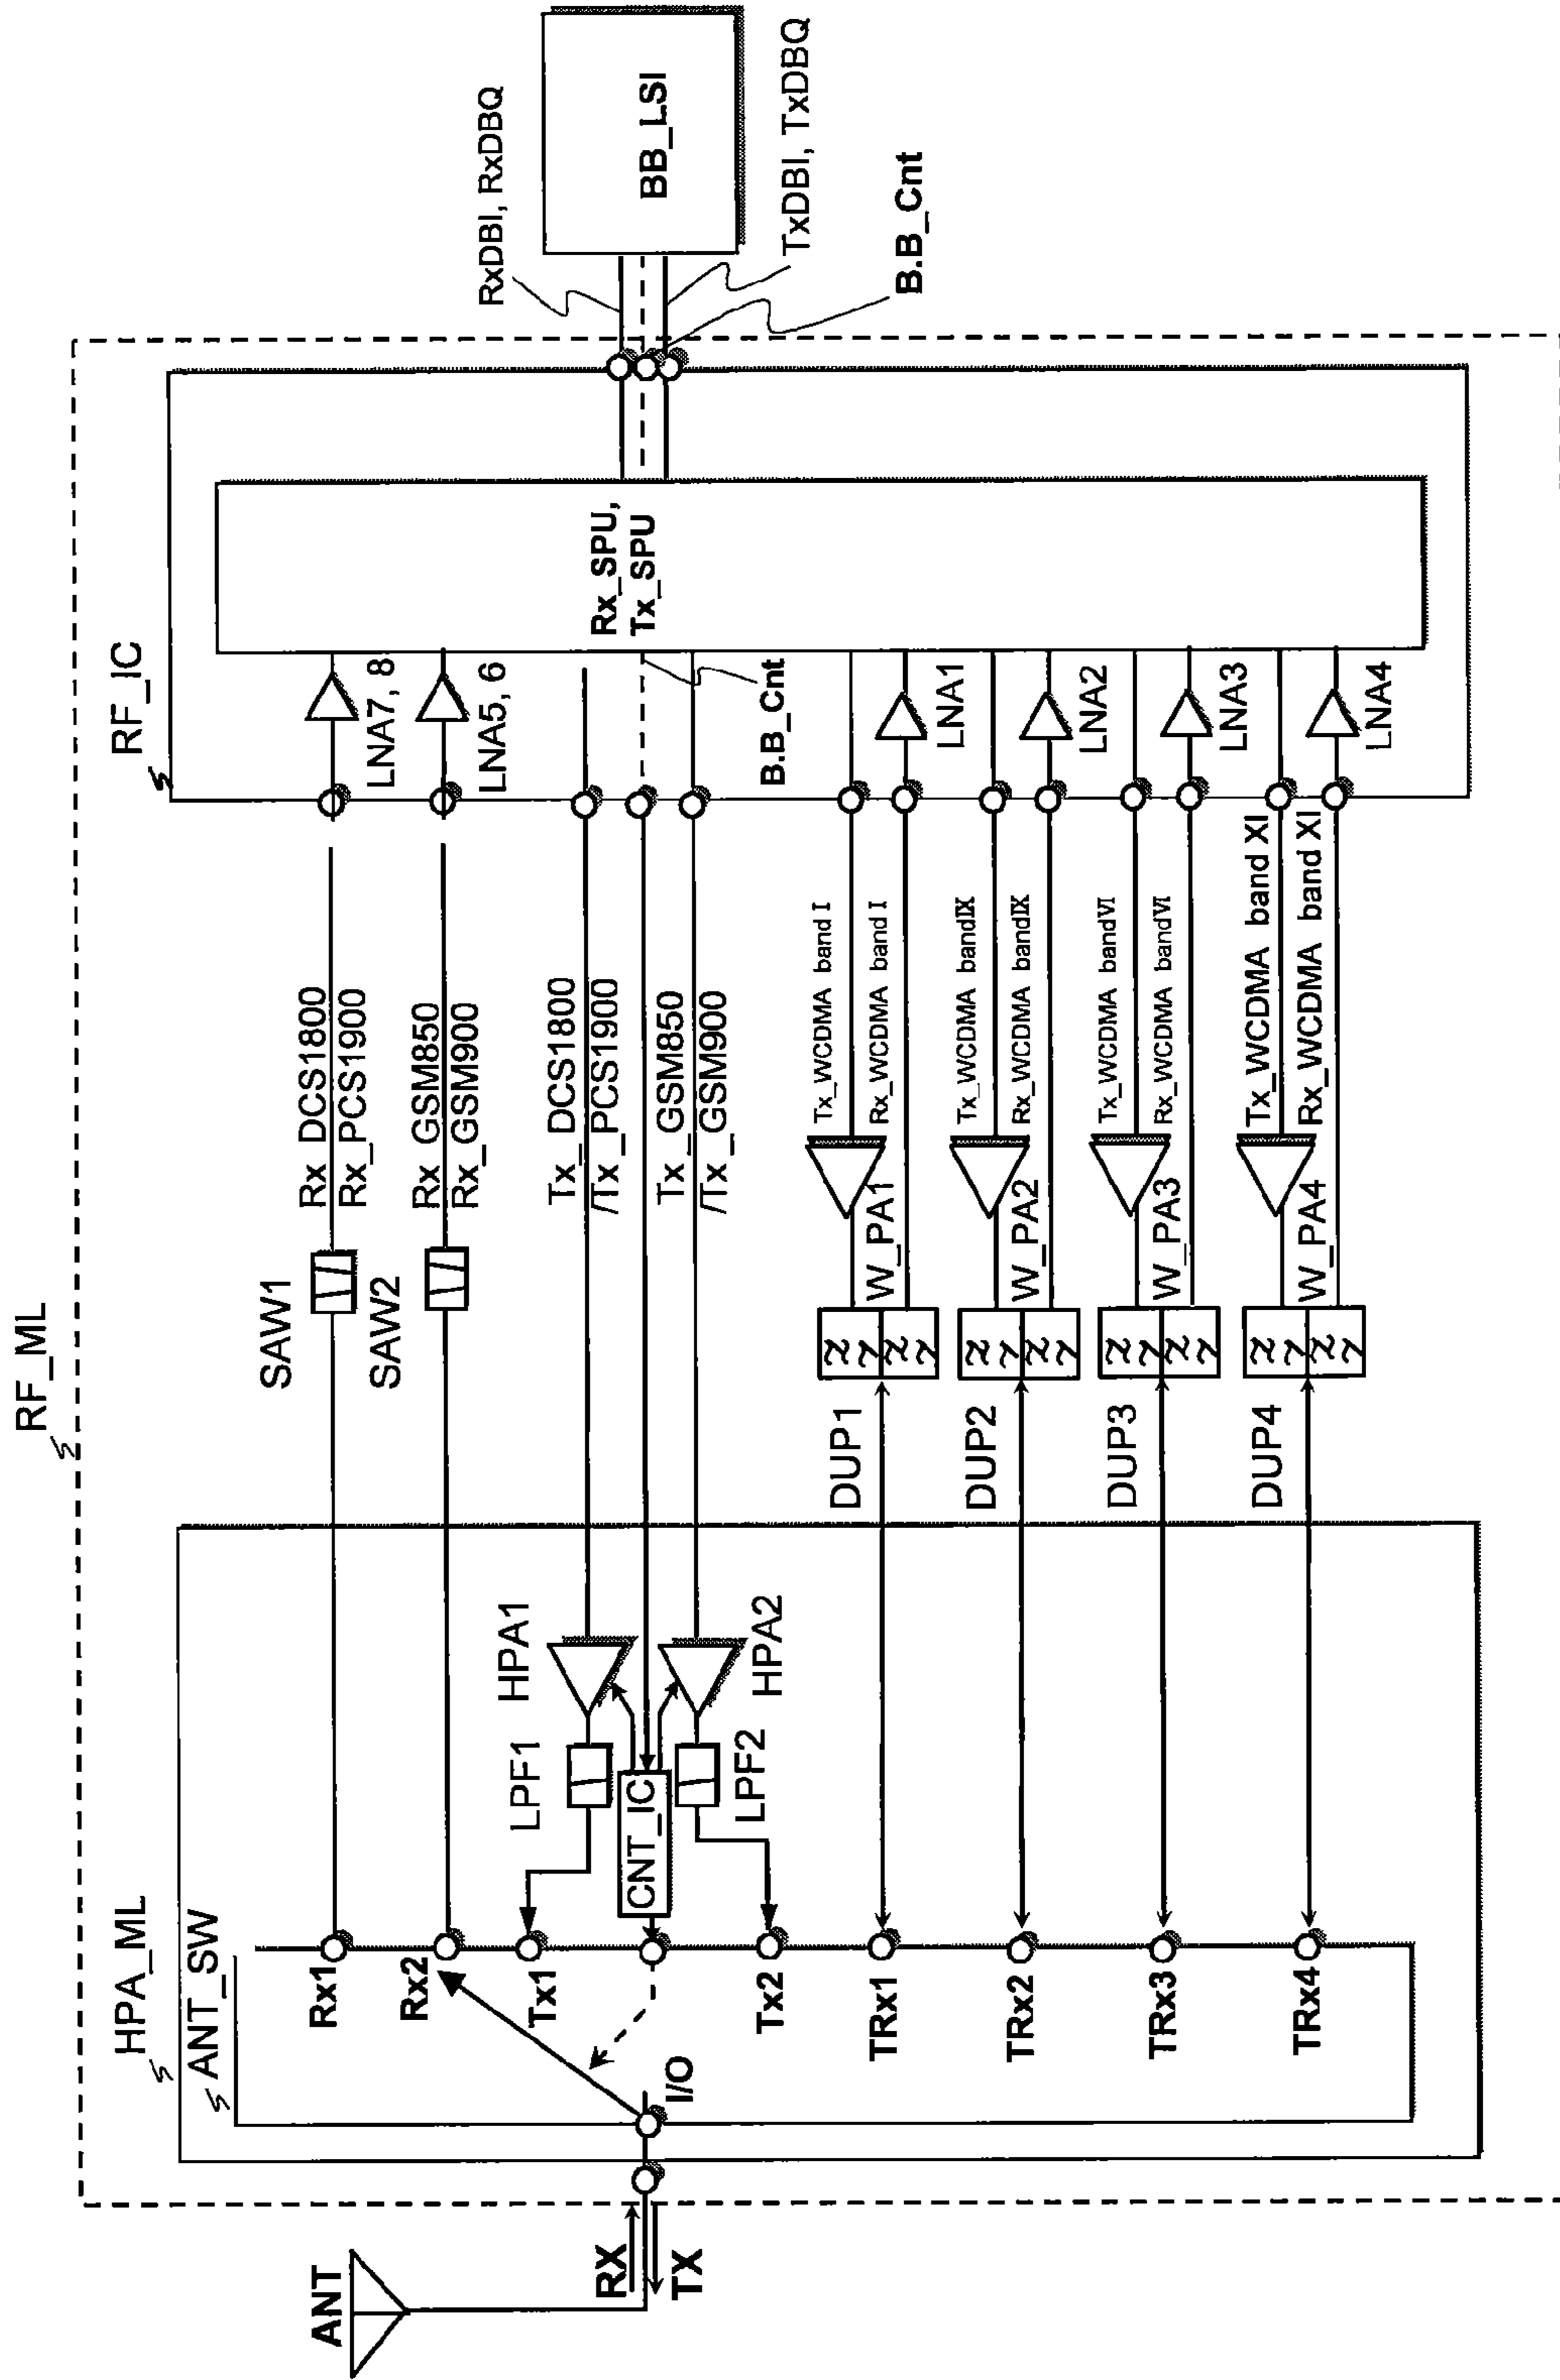 RF_ML
HPA_ML
ANT_SW
RF_IC
ANT
RX
TX
I/O
Rx1
Rx2
Tx1
Tx2
TRx1
TRx2
TRx3
TRx4
LPF1
HPA1
CNT_IC
LPF2
HPA2
SAW1
SAW2
Rx_DCS1800
Rx_PCS1900
Rx_GSM850
Rx_GSM900
Tx_DCS1800
/Tx_PCS1900
Tx_GSM850
/Tx_GSM900
DUP1
DUP2
DUP3
DUP4
W_PA1
W_PA2
W_PA3
W_PA4
Tx_WCDMA band I
Rx_WCDMA band I
Tx_WCDMA bandIX
Rx_WCDMA bandIX
Tx_WCDMA bandVI
Rx_WCDMA bandVI
Tx_WCDMA band XI
Rx_WCDMA band XI
LNA7, 8
LNA5, 6
B.B_Cnt
LNA1
LNA2
LNA3
LNA4
Rx_SPU,
Tx_SPU
RxDBI, RxDBQ
BB_LSI
TxDBI, TxDBQ
B.B_Cnt